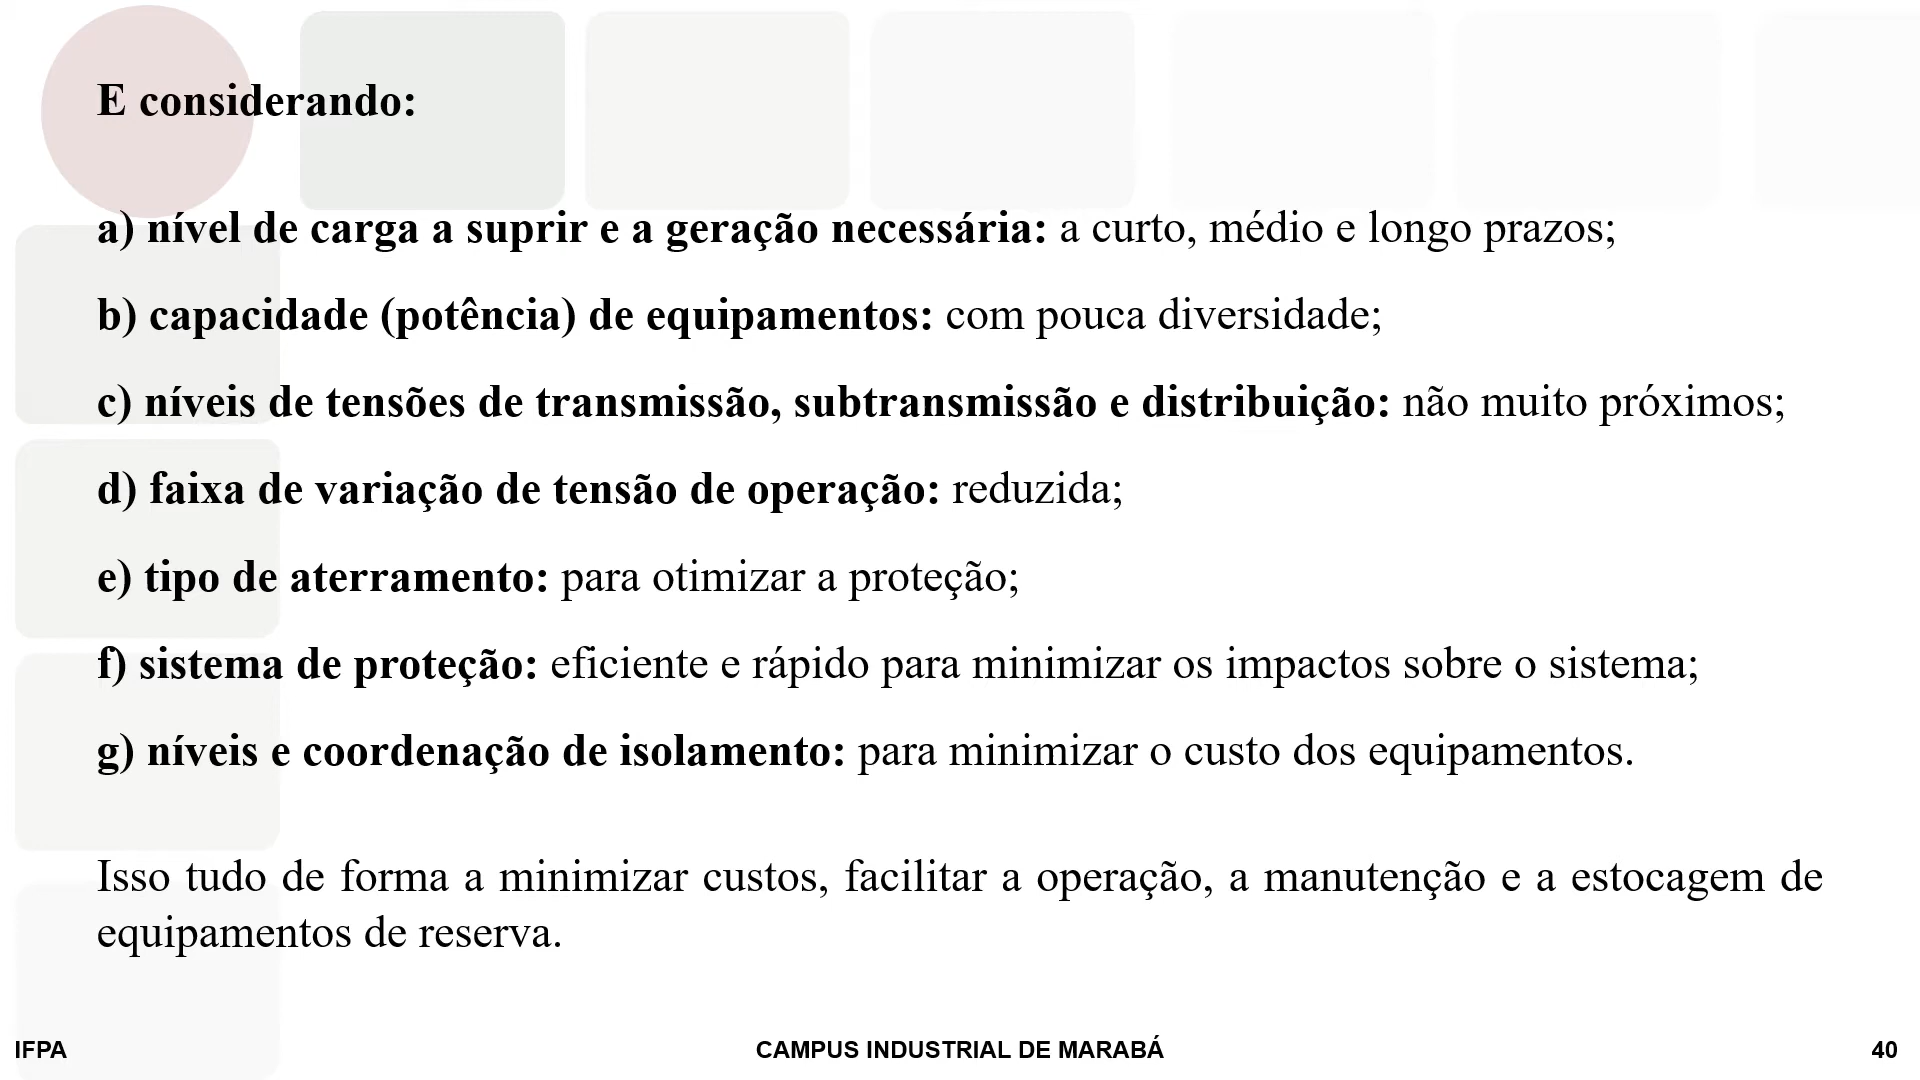 E considerando:
a) nível de carga a suprir e a geração necessária: a curto, médio e longo prazos;
b) capacidade (potência) de equipamentos: com pouca diversidade;
c) níveis de tensões de transmissão, subtransmissão e distribuição: não muito próximos;
d) faixa de variação de tensão de operação: reduzida;
e) tipo de aterramento: para otimizar a proteção;
f) sistema de proteção: eficiente e rápido para minimizar os impactos sobre o sistema;
g) níveis e coordenação de isolamento: para minimizar o custo dos equipamentos.
Isso tudo de forma a minimizar custos, facilitar a operação, a manutenção e a estocagem de
equipamentos de reserva.
IFPA
CAMPUS INDUSTRIAL DE MARABÁ
40